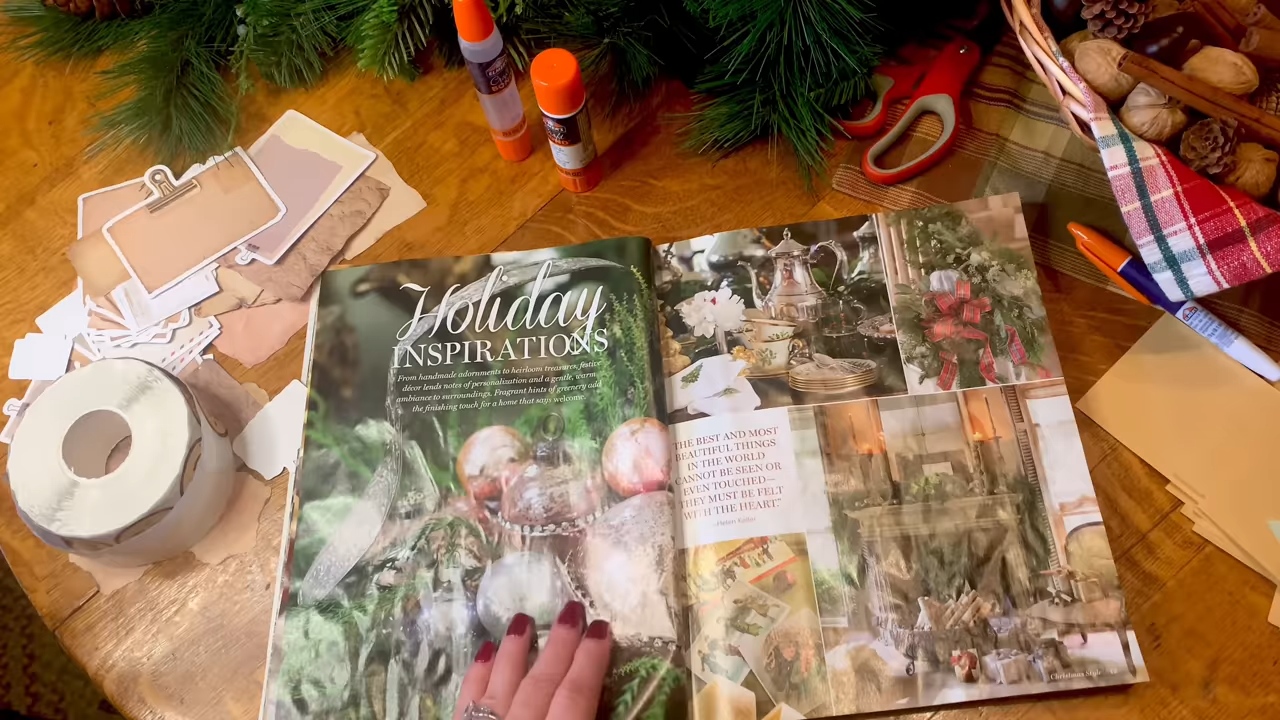 Holiday
INSPIRATIONS
From handmade adornments to heirloom treasures, festive
décor lends notes of personalization and a gentle, warm
ambiance to surroundings. Fragrant hints of greenery add
the finishing touch for a home that says welcome.
THE BEST AND MOST
BEAUTIFUL THINGS
IN THE WORLD
CANNOT BE SEEN OR
EVEN TOUCHED—
THEY MUST BE FELT
WITH THE HEART.”
—Helen Keller
Christmas Style